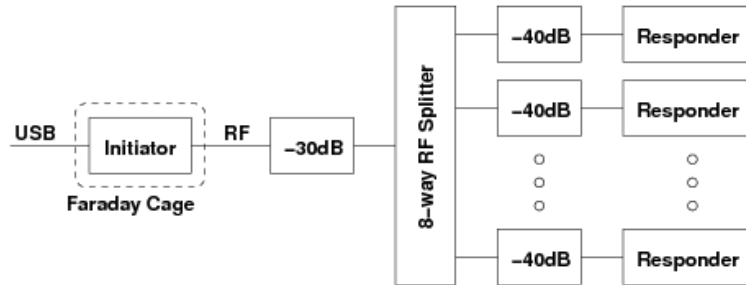 −40dB
Responder
−40dB
Responder
USB
Initiator
RF
−30dB
8−way RF Splitter
Faraday Cage
−40dB
Responder